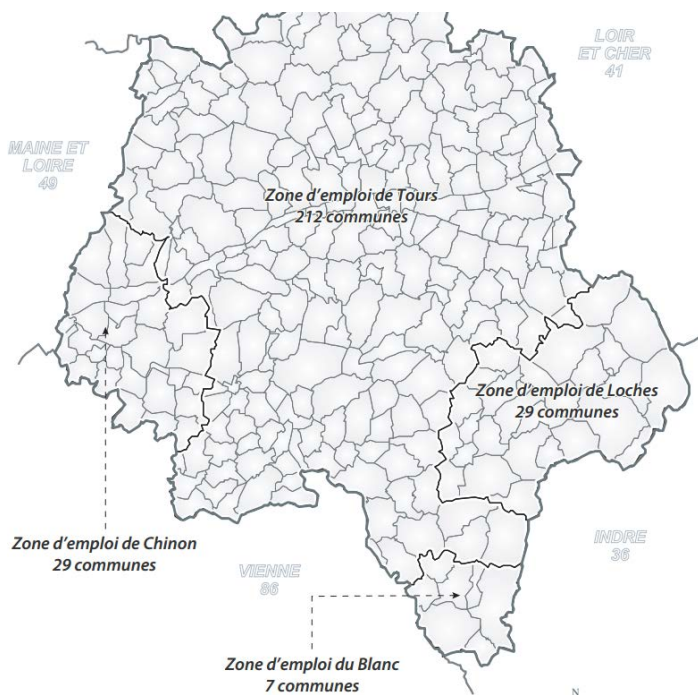 LOIR
ET CHER
41
MAINE ET
LOIRE
49
Zone d'emploi de Tours
212 communes
Zone d'emploi de Loches
29 communes
Zone d'emploi de Chinon
29 communes
VIENNE
86
INDRE
36
Zone d'emploi du Blanc
7 communes
N